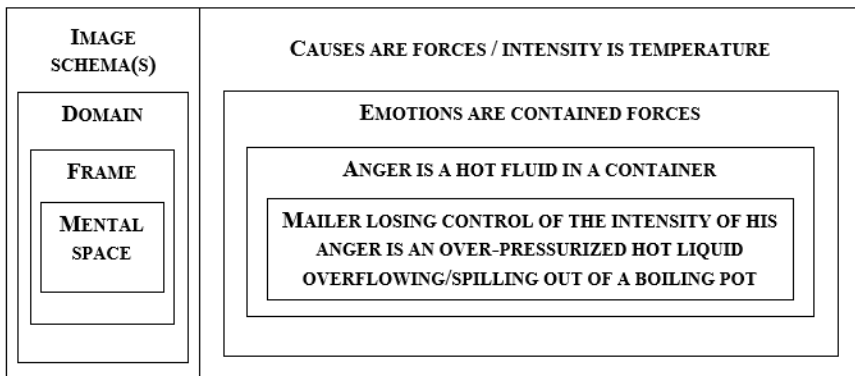 IMAGE
SCHEMA(S)
CAUSES ARE FORCES / INTENSITY IS TEMPERATURE
DOMAIN
EMOTIONS ARE CONTAINED FORCES
FRAME
ANGER IS A HOT FLUID IN A CONTAINER
MENTAL
SPACE
MAILER LOSING CONTROL OF THE INTENSITY OF HIS
ANGER IS AN OVER-PRESSURIZED HOT LIQUID
OVERFLOWING/SPILLING OUT OF A BOILING POT